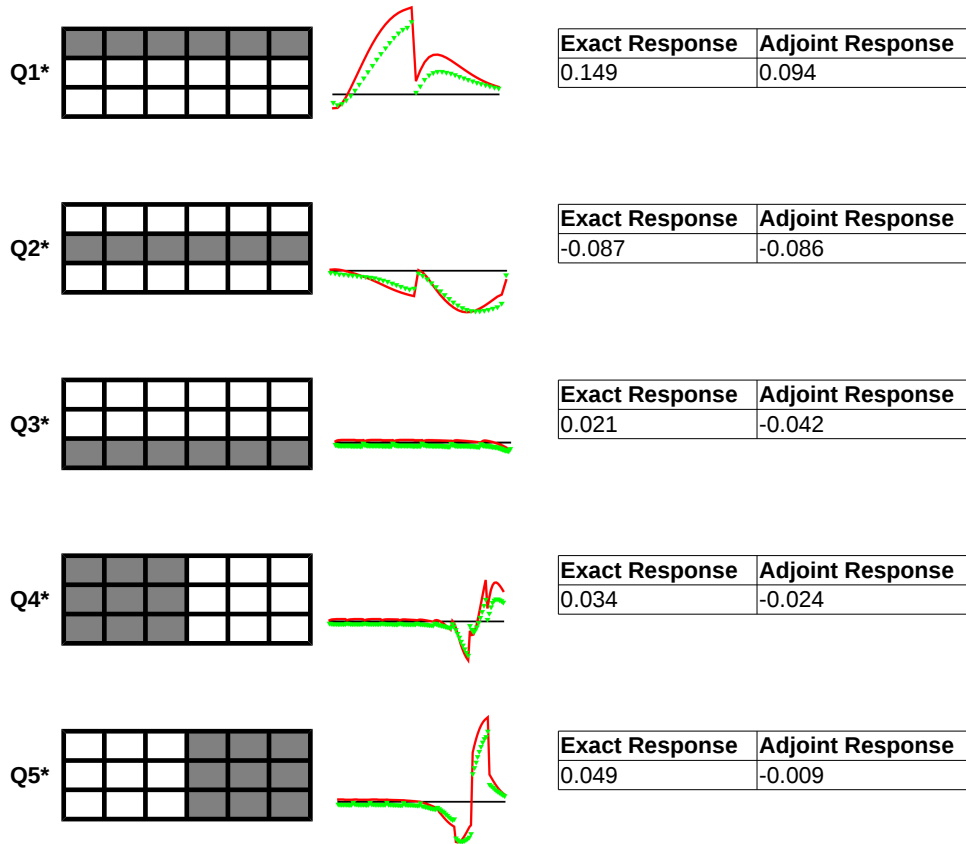 Q1*
Exact Response Adjoint Response
0.149 0.094
Q2*
Exact Response Adjoint Response
-0.087 -0.086
Q3*
Exact Response Adjoint Response
0.021 -0.042
Q4*
Exact Response Adjoint Response
0.034 -0.024
Q5*
Exact Response Adjoint Response
0.049 -0.009